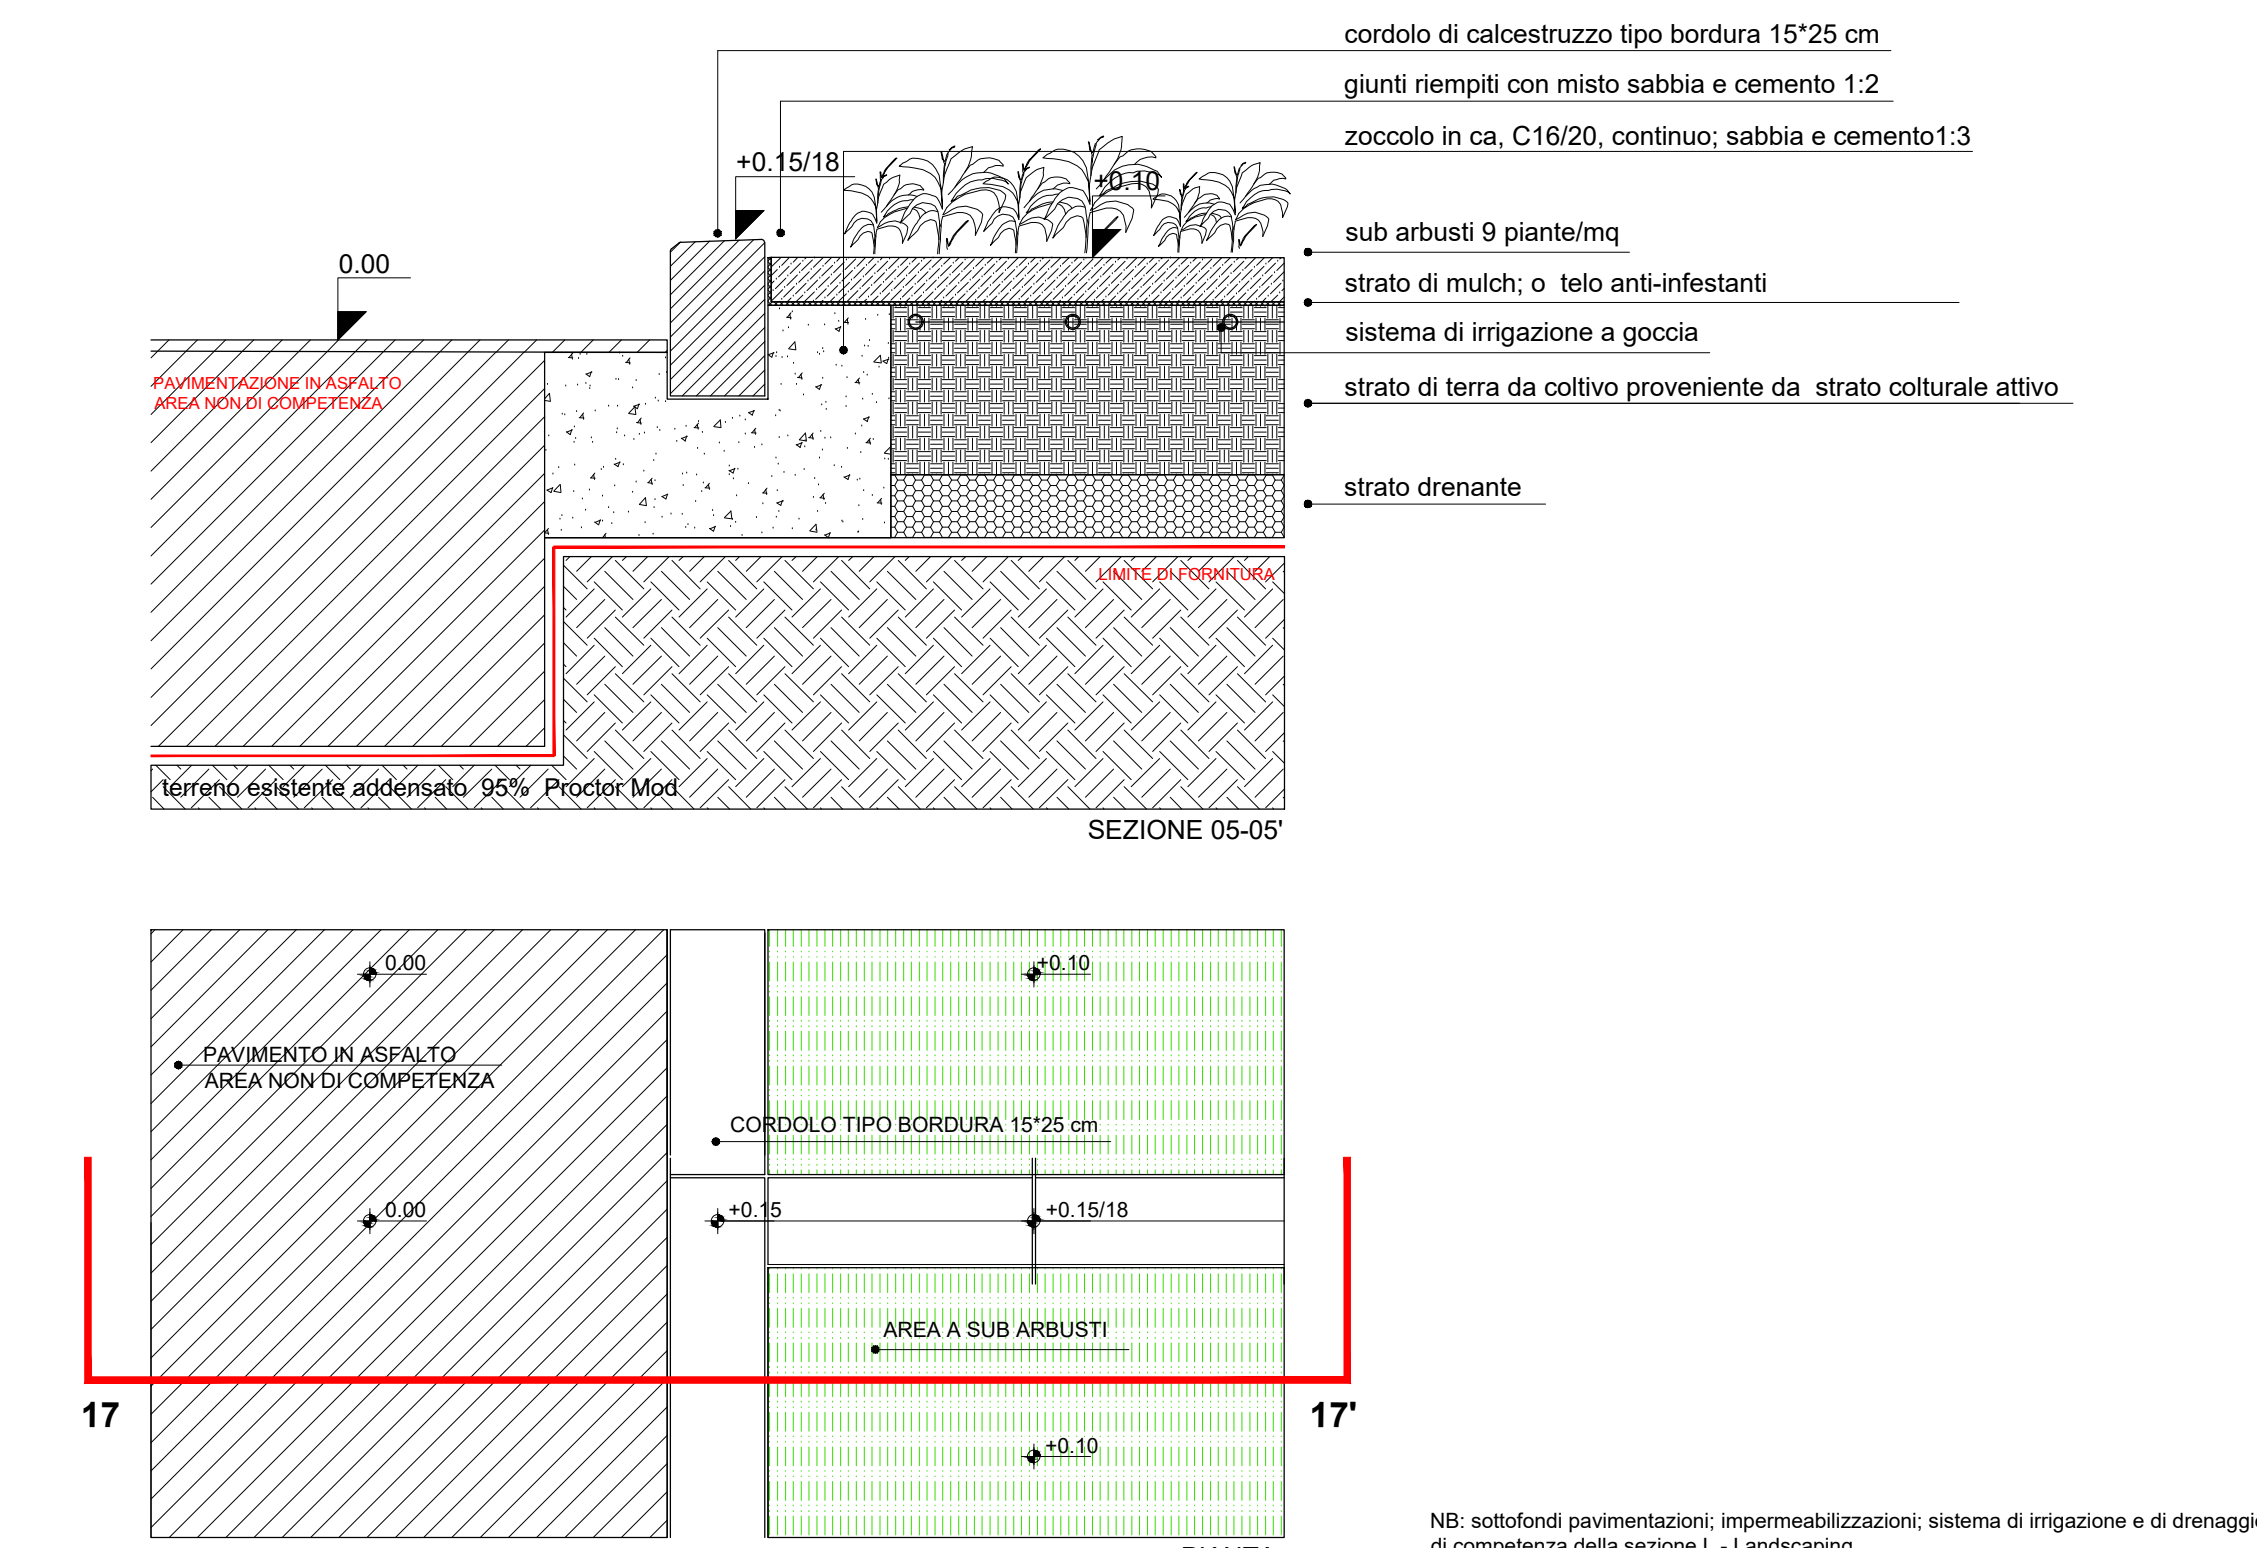 cordolo di calcestruzzo tipo bordura 15*25 cm
giunti riempiti con misto sabbia e cemento 1:2
zoccolo in ca, C16/20, continuo; sabbia e cemento1:3
+0.15/18
+0.10
sub arbusti 9 piante/mq
0.00
strato di mulch; o telo anti-infestanti
sistema di irrigazione a goccia
PAVIMENTAZIONE IN ASFALTO
AREA NON DI COMPETENZA
strato di terra da coltivo proveniente da strato colturale attivo
strato drenante
LIMITE DI FORNITURA
terreno esistente addensato 95% Proctor Mod
SEZIONE 05-05'
0.00
+0.10
PAVIMENTO IN ASFALTO
AREA NON DI COMPETENZA
CORDOLO TIPO BORDURA 15*25 cm
0.00
+0.15
+0.15/18
AREA A SUB ARBUSTI
17
17'
+0.10
NB: sottofondi pavimentazioni; impermeabilizzazioni; sistema di irrigazione e di drenaggio
di competenza della sezione L - Landscaping